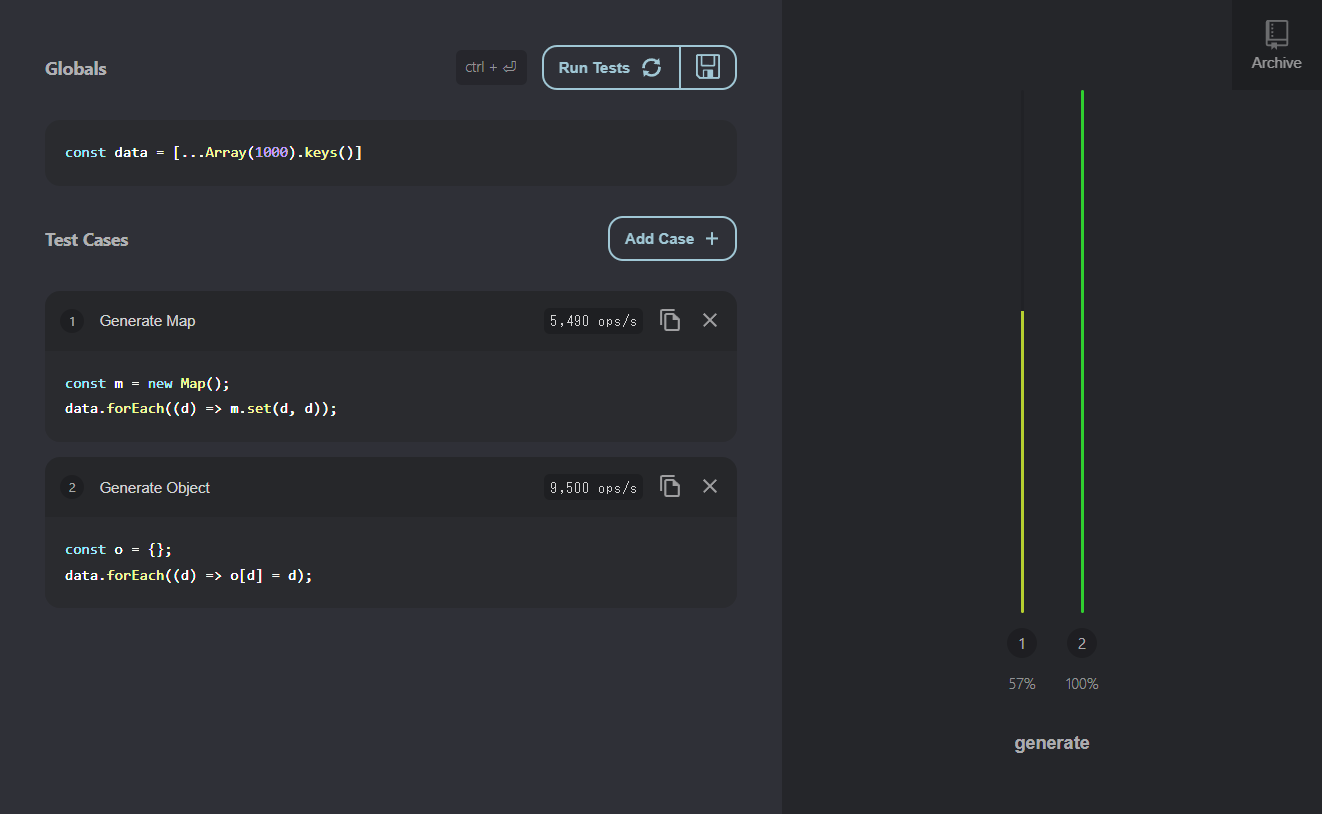 Globals
ctrl + ⏎
Run Tests
Archive
const data = [...Array(1000).keys()]
Test Cases
Add Case +
1 Generate Map 5,490 ops/s
const m = new Map();
data.forEach((d) => m.set(d, d));
2 Generate Object 9,500 ops/s
const o = {};
data.forEach((d) => o[d] = d);
1 2
57% 100%
generate